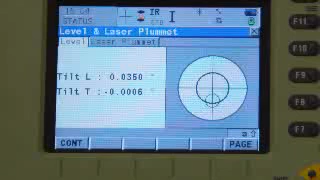 IR
STATUS
STD
I
Level & Laser Plummet
Level Laser Plummet
Tilt L : 0.0350 °
Tilt T :-0.0006 °
a⇧
CONT PAGE
F11
F10
F9
F8
F7